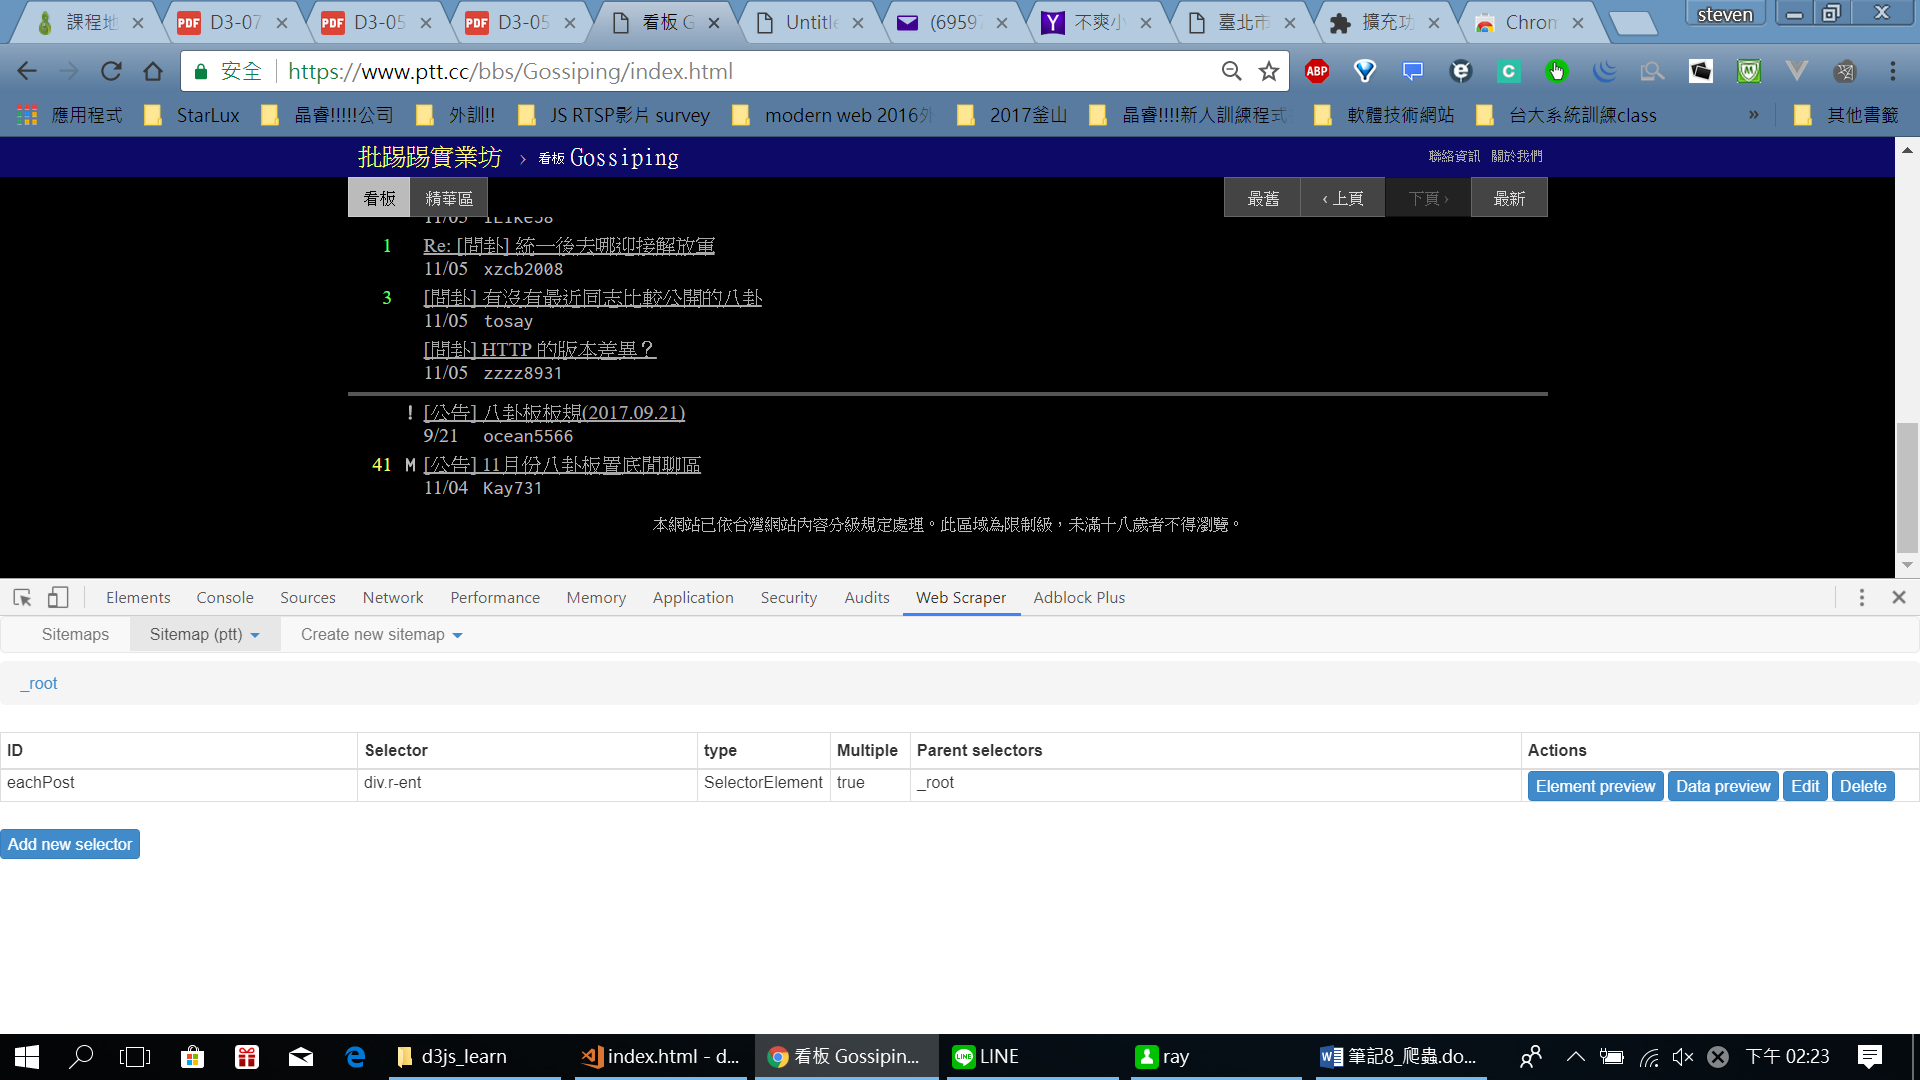 課程地
D3-07
D3-05
D3-05
看板 G
Untitle
(69597
不爽小
臺北市
擴充功
Chrom
steven
安全
https://www.ptt.cc/bbs/Gossiping/index.html
ABP
應用程式
StarLux
晶睿!!!!!公司
外訓!!
JS RTSP影片 survey
modern web 2016外
2017釜山
晶睿!!!!新人訓練程式
軟體技術網站
台大系統訓練class
»
其他書籤
批踢踢實業坊 › 看板 Gossiping
聯絡資訊 關於我們
看板 精華區
最舊 ‹ 上頁 下頁 › 最新
11/05 iLike58
1 Re: [問卦] 統一後去哪迎接解放軍
11/05 xzcb2008
3 [問卦] 有沒有最近同志比較公開的八卦
11/05 tosay
[問卦] HTTP 的版本差異？
11/05 zzzz8931
! [公告] 八卦板板規(2017.09.21)
9/21 ocean5566
41 M [公告] 11月份八卦板置底閒聊區
11/04 Kay731
本網站已依台灣網站內容分級規定處理。此區域為限制級，未滿十八歲者不得瀏覽。
Elements Console Sources Network Performance Memory Application Security Audits Web Scraper Adblock Plus
Sitemaps Sitemap (ptt) Create new sitemap
_root
ID Selector type Multiple Parent selectors Actions
eachPost div.r-ent SelectorElement true _root Element preview Data preview Edit Delete
Add new selector
d3js_learn
index.html - d...
看板 Gossipin...
LINE
ray
筆記8_爬蟲.do...
下午 02:23